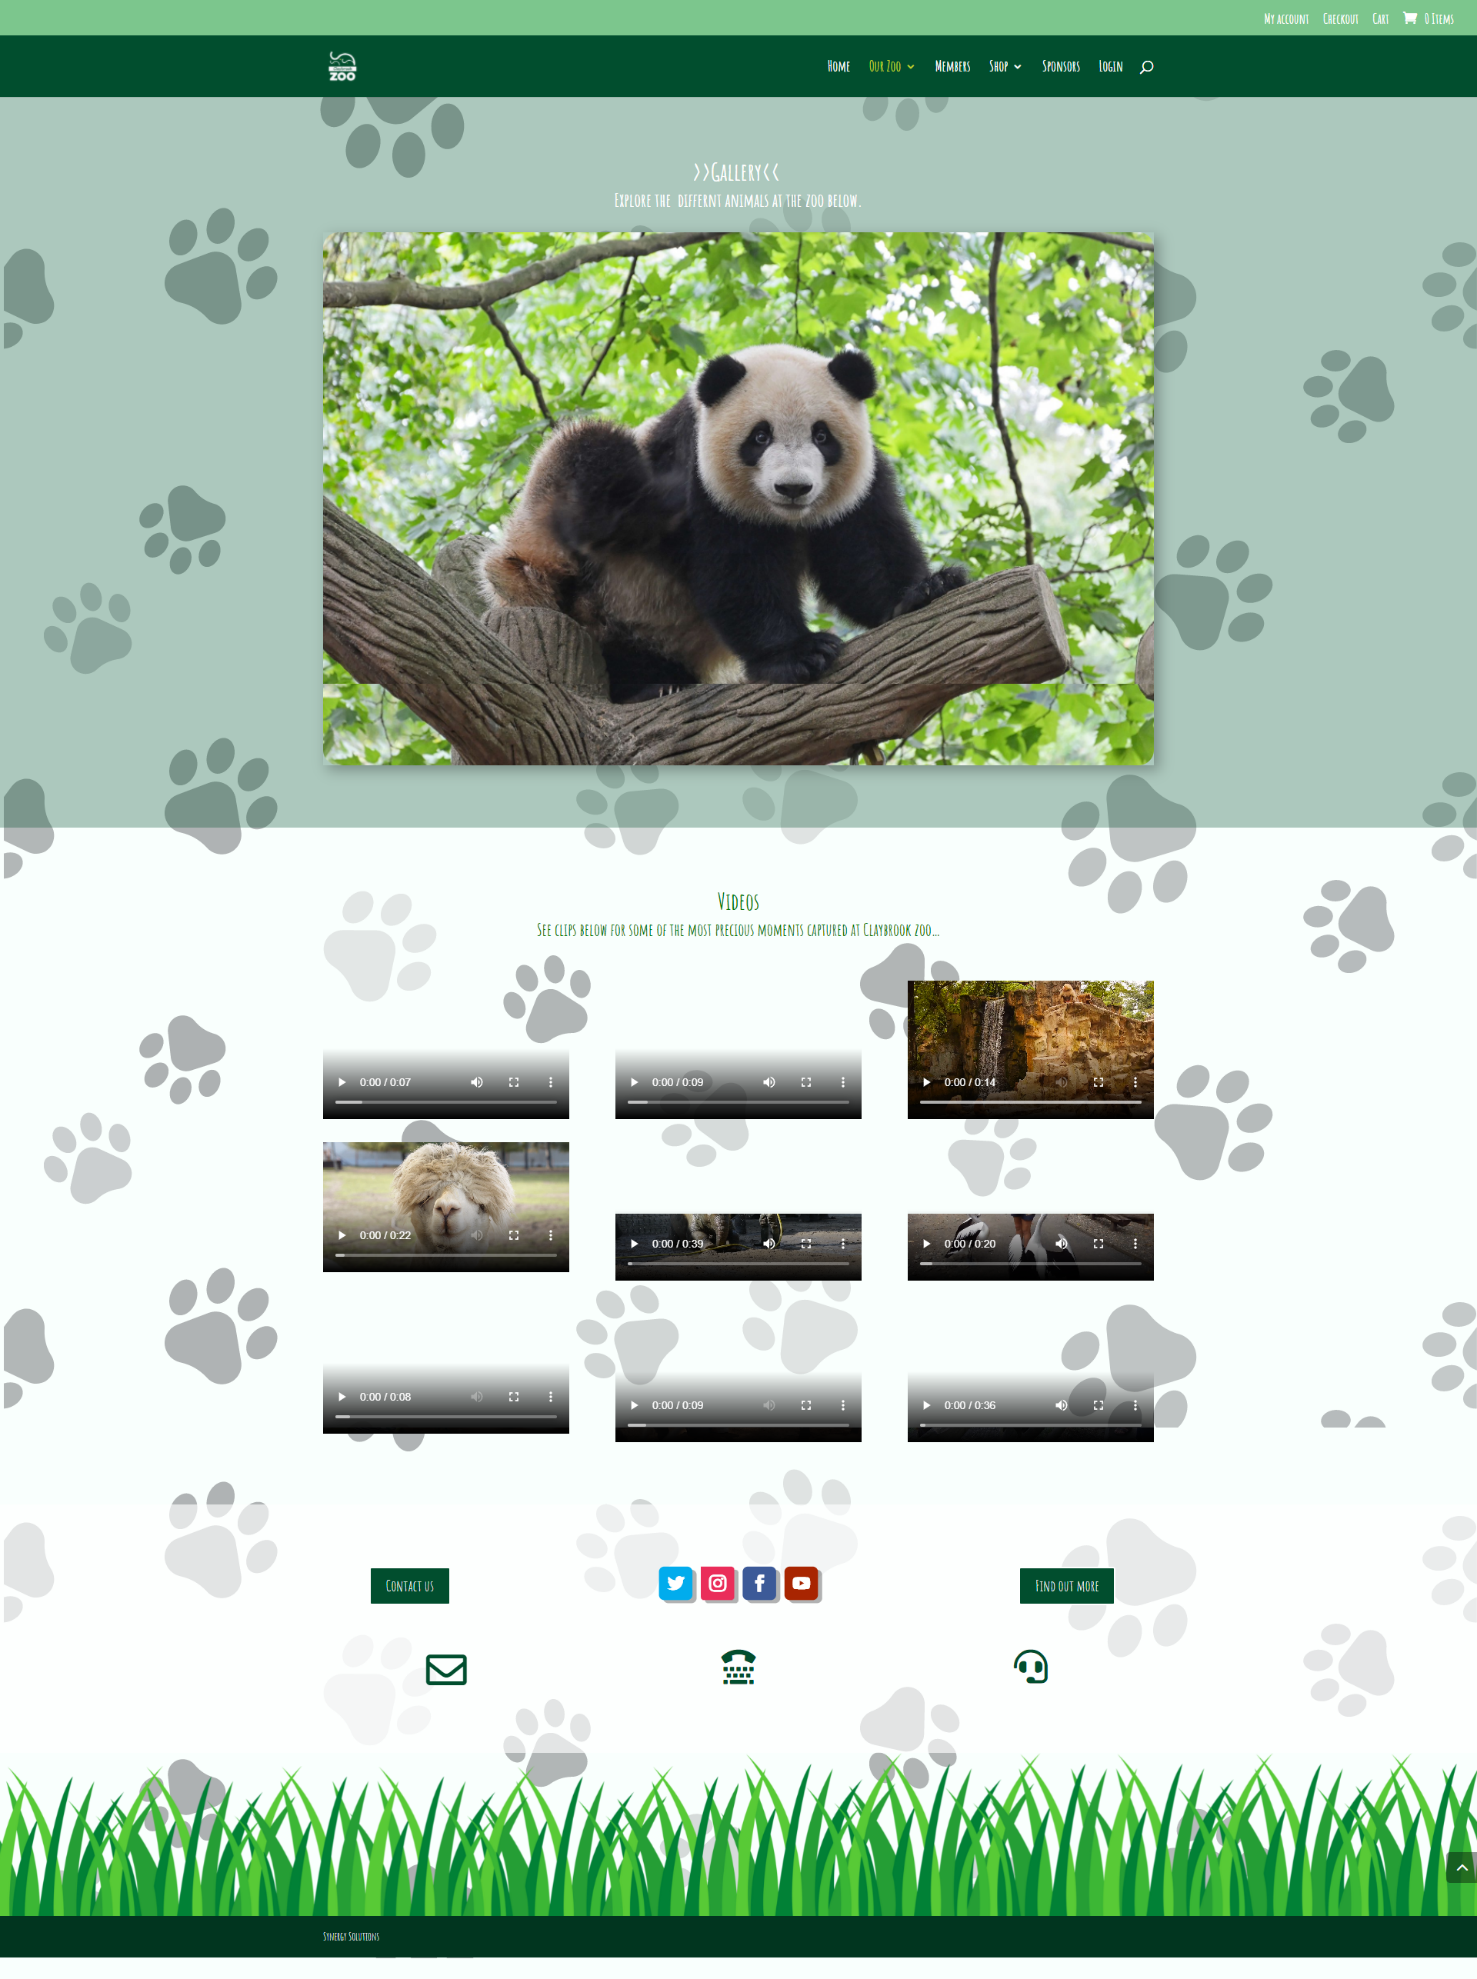 My account Checkout Cart 0 Items
ZOO
Home Our Zoo Members Shop Sponsors Login
>>Gallery<<
Explore the differnt animals at the zoo below.
Videos
See clips below for some of the most precious moments captured at Claybrook zoo...
0:00 / 0:07
0:00 / 0:09
0:00 / 0:14
0:00 / 0:22
0:00 / 0:39
0:00 / 0:20
0:00 / 0:08
0:00 / 0:09
0:00 / 0:36
Contact us
Find out more
Synergy Solutions